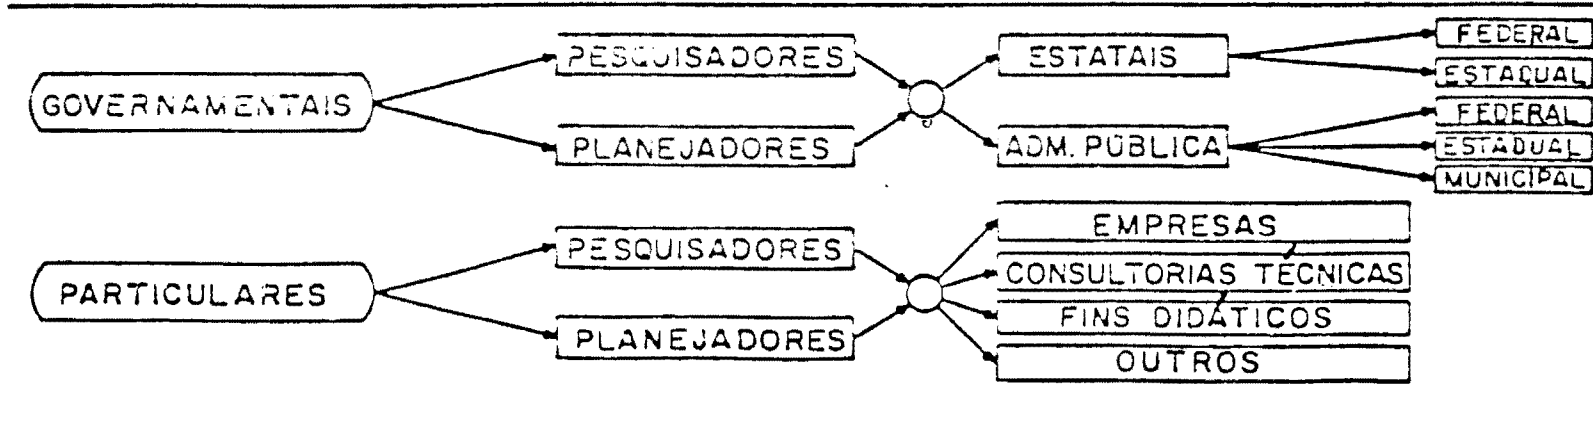 GOVERNAMENTAIS
PESQUISADORES
PLANEJADORES
ESTATAIS
FEDERAL
ESTADUAL
ADM. PÚBLICA
FEDERAL
ESTADUAL
MUNICIPAL
PARTICULARES
PESQUISADORES
PLANEJADORES
EMPRESAS
CONSULTORIAS TÉCNICAS
FINS DIDÁTICOS
OUTROS